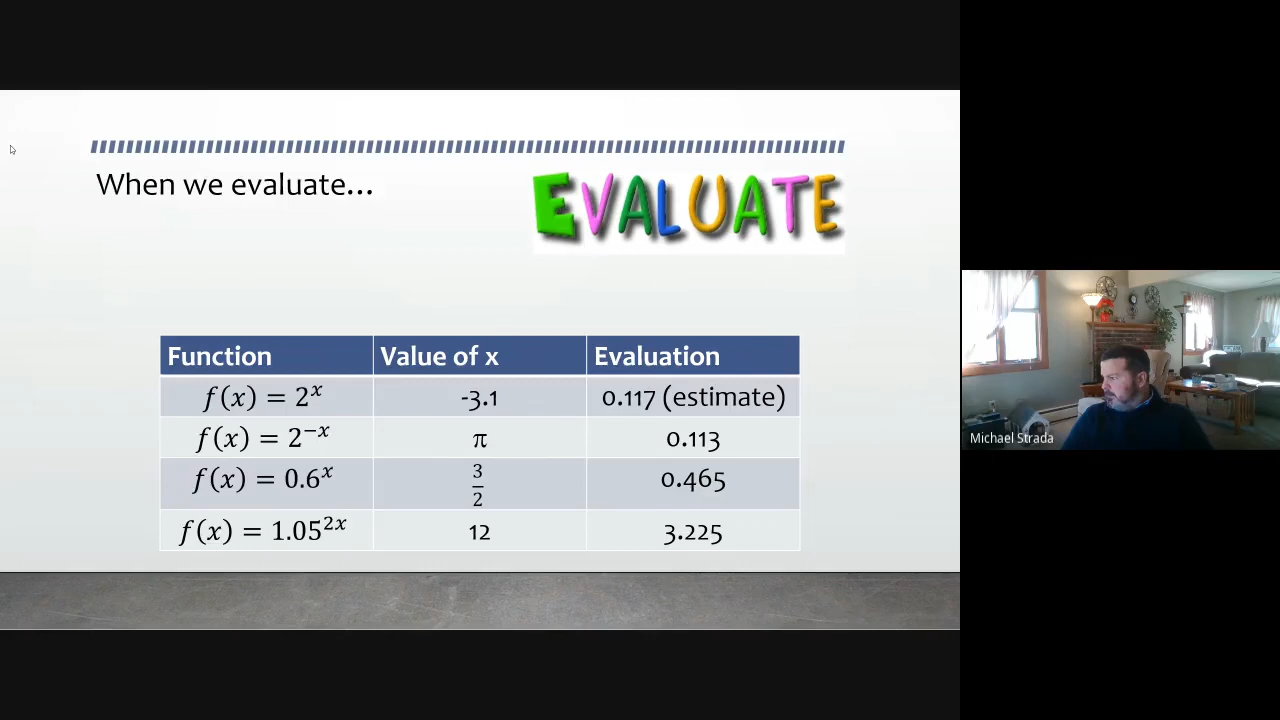 When we evaluate…
EVALUATE
Function Value of x Evaluation
f(x) = 2^x -3.1 0.117 (estimate)
f(x) = 2^{-x} π 0.113
f(x) = 0.6^x 3/2 0.465
f(x) = 1.05^{2x} 12 3.225
Michael Strada